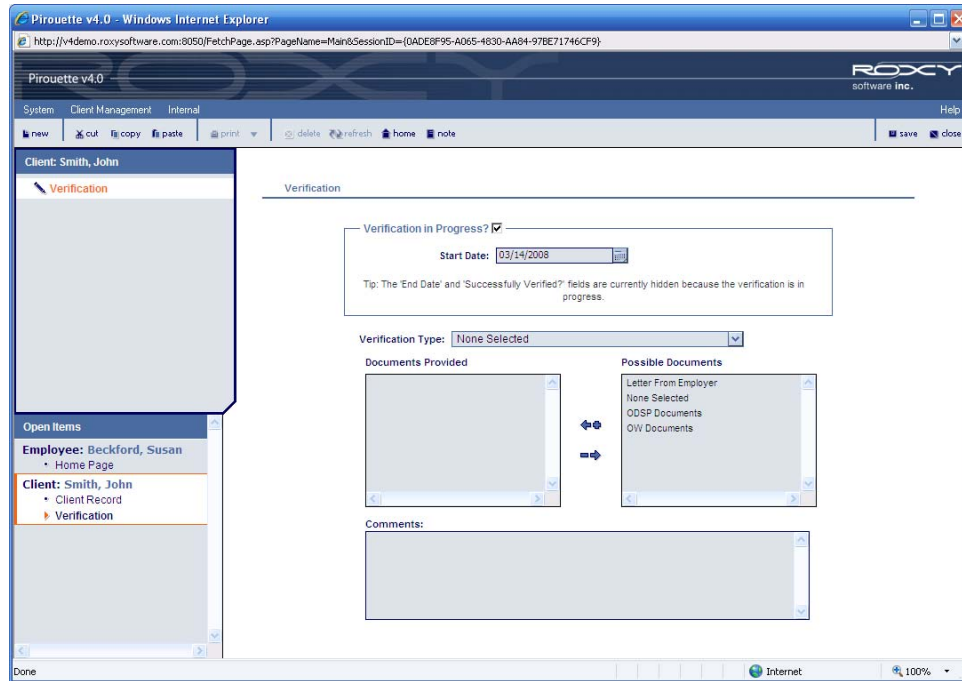 Pirouette v4.0 - Windows Internet Explorer
http://v4demo.roxysoftware.com:8050/FetchPage.asp?PageName=Main&SessionID={0ADE8F95-A065-4830-AA84-97BE71746CF9}
Pirouette v4.0
ROXY
software inc.
System Client Management Internal Help
new cut copy paste print delete refresh home note save close
Client: Smith, John
Verification
Verification
Verification in Progress?
Start Date: 03/14/2008
Tip: The 'End Date' and 'Successfully Verified?' fields are currently hidden because the verification is in
progress.
Verification Type: None Selected
Documents Provided
Possible Documents
Letter From Employer
None Selected
ODSP Documents
OW Documents
Comments:
Open Items
Employee: Beckford, Susan
• Home Page
Client: Smith, John
• Client Record
Verification
Done Internet 100%